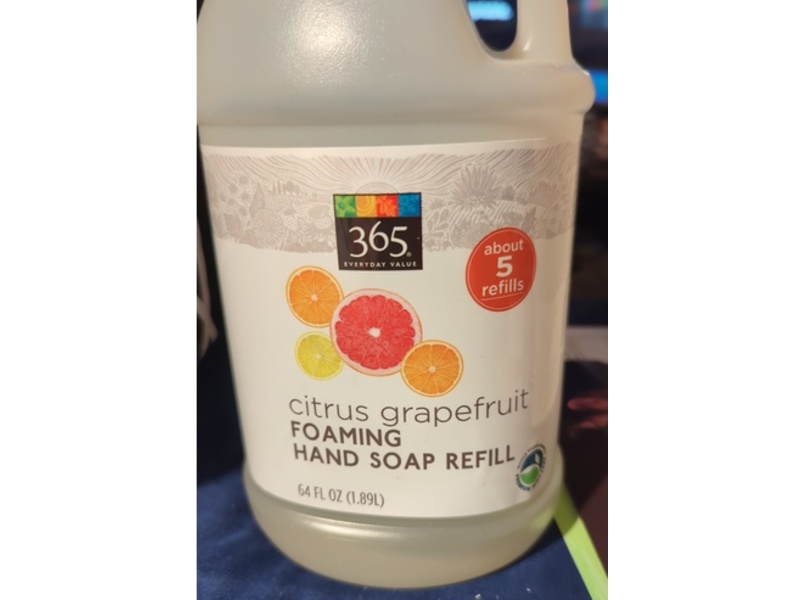 365®
EVERYDAY VALUE
about
5
refills
citrus grapefruit
FOAMING
HAND SOAP REFILL
64 FL OZ (1.89L)